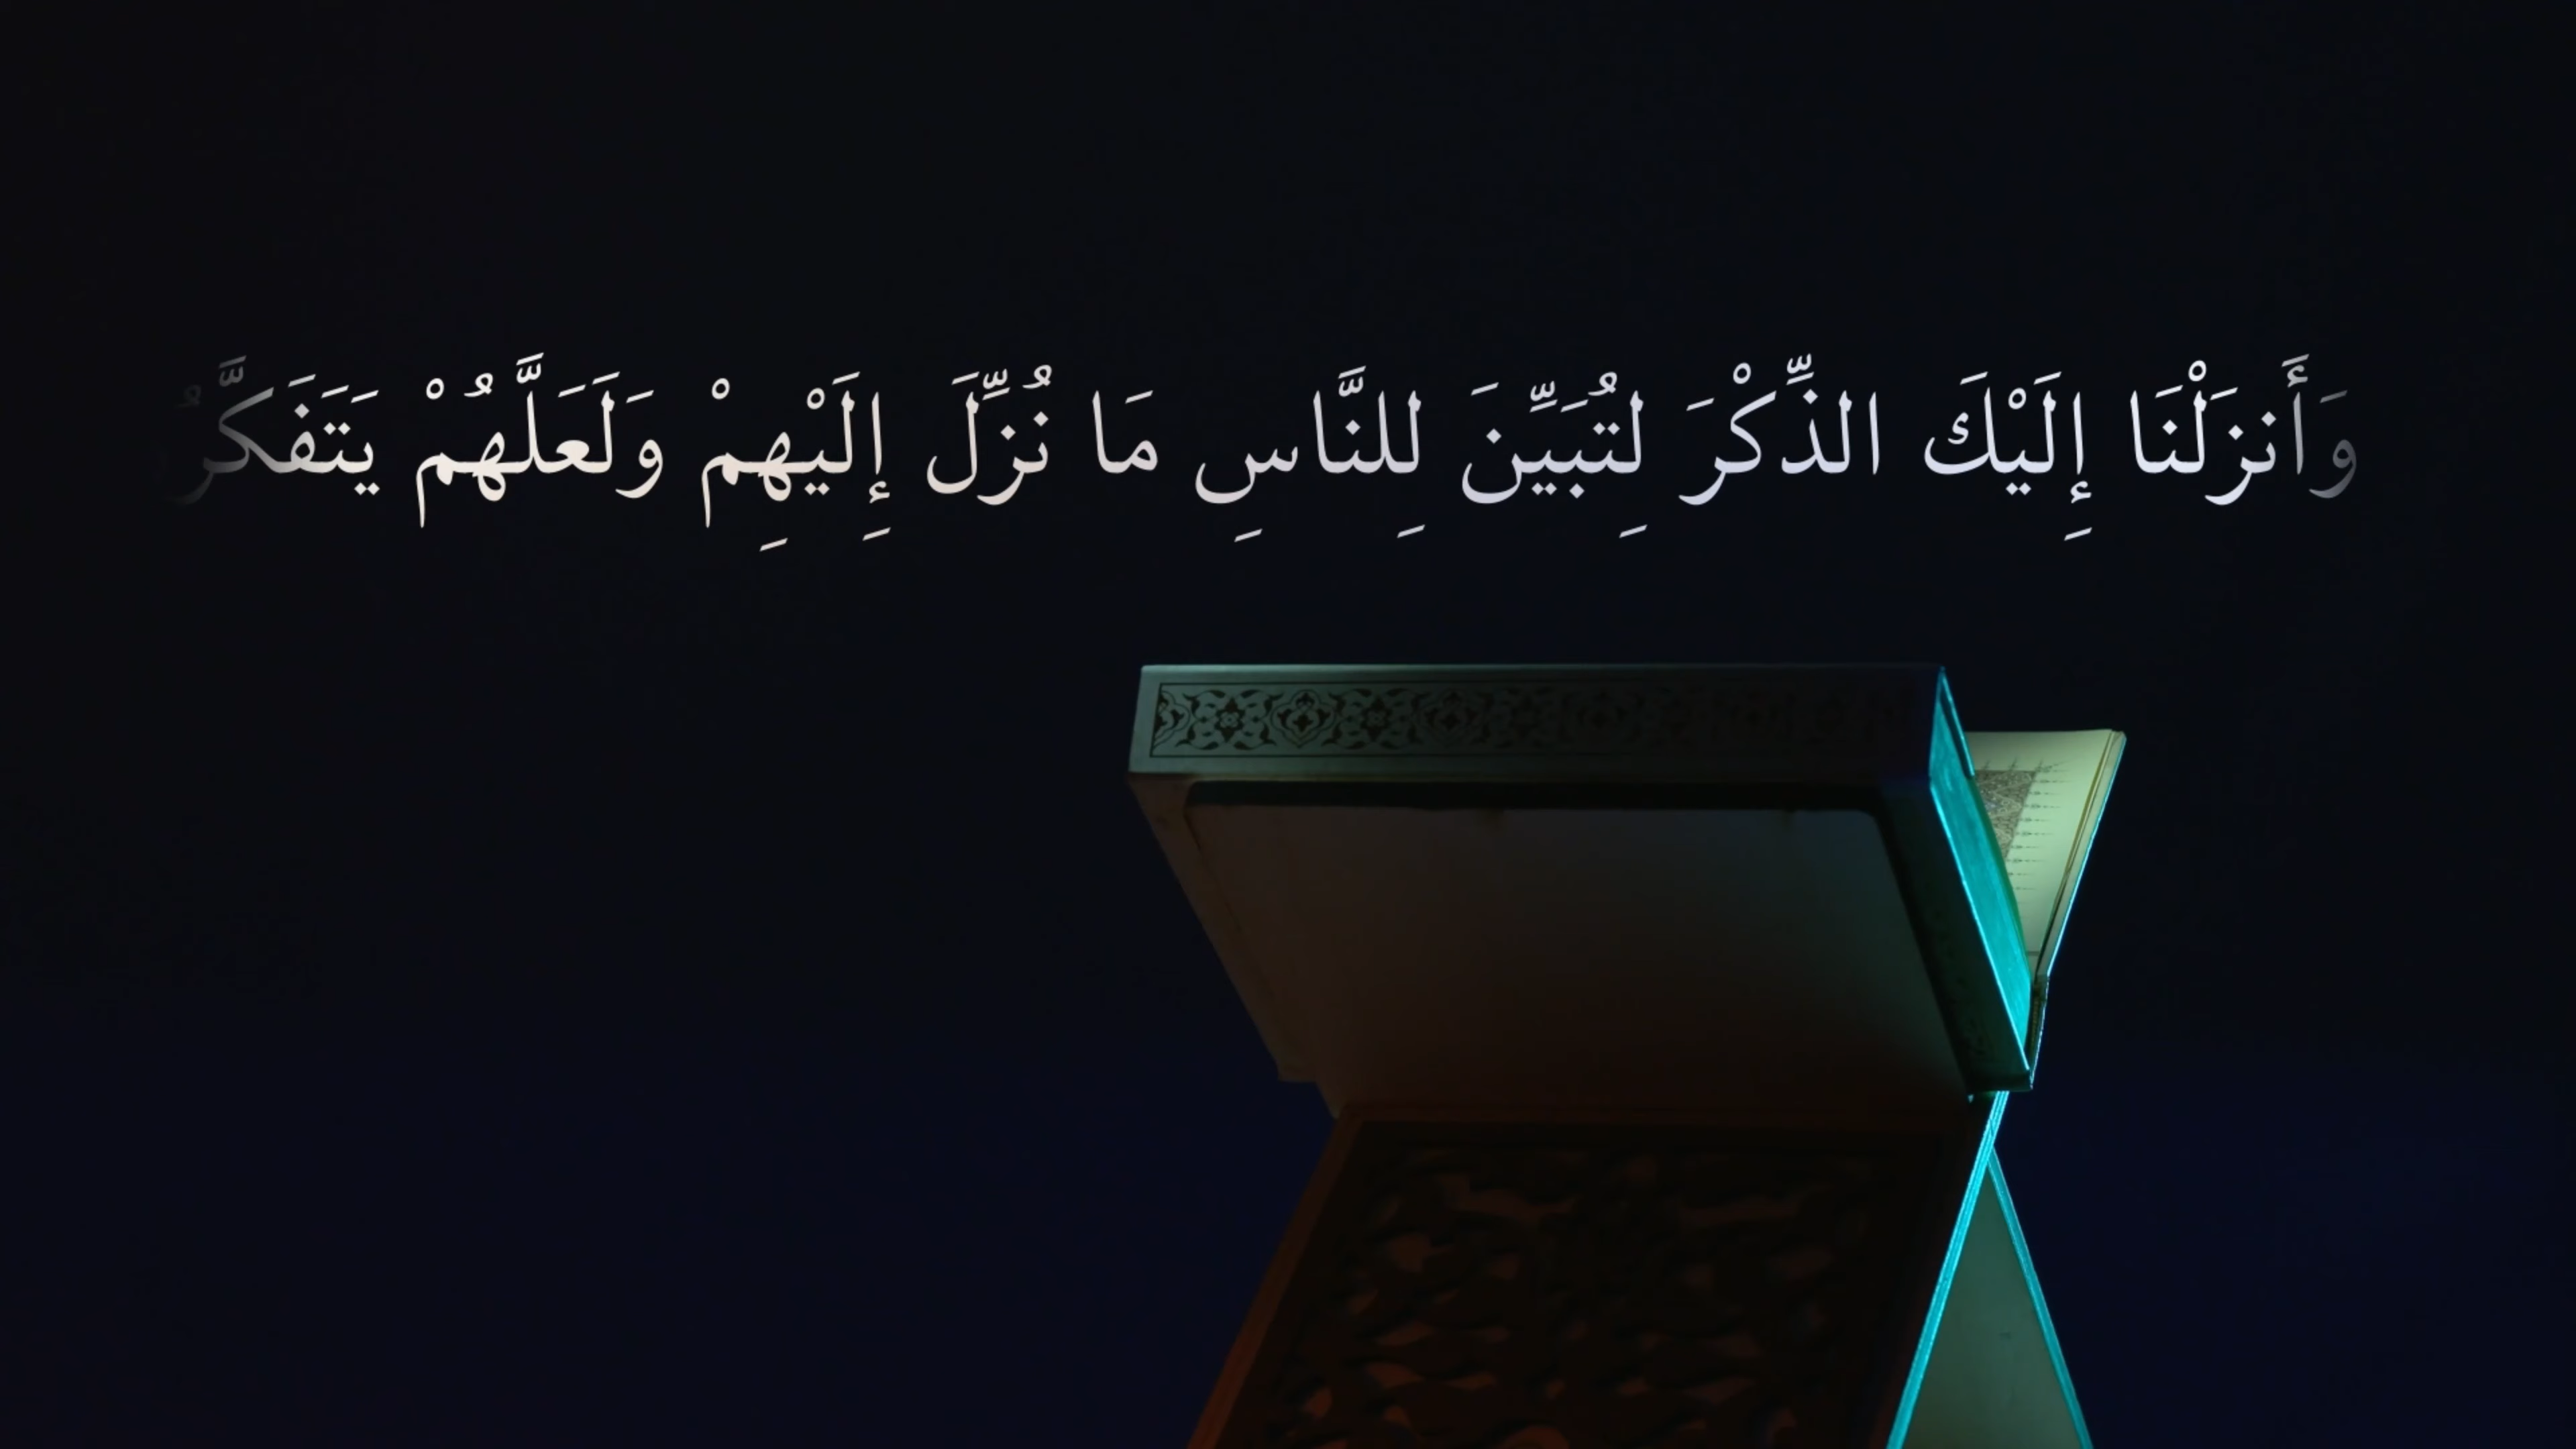 وَأَنزَلْنَا إِلَيْكَ الذِّكْرَ لِتُبَيِّنَ لِلنَّاسِ مَا نُزِّلَ إِلَيْهِمْ وَلَعَلَّهُمْ يَتَفَكَّرُ